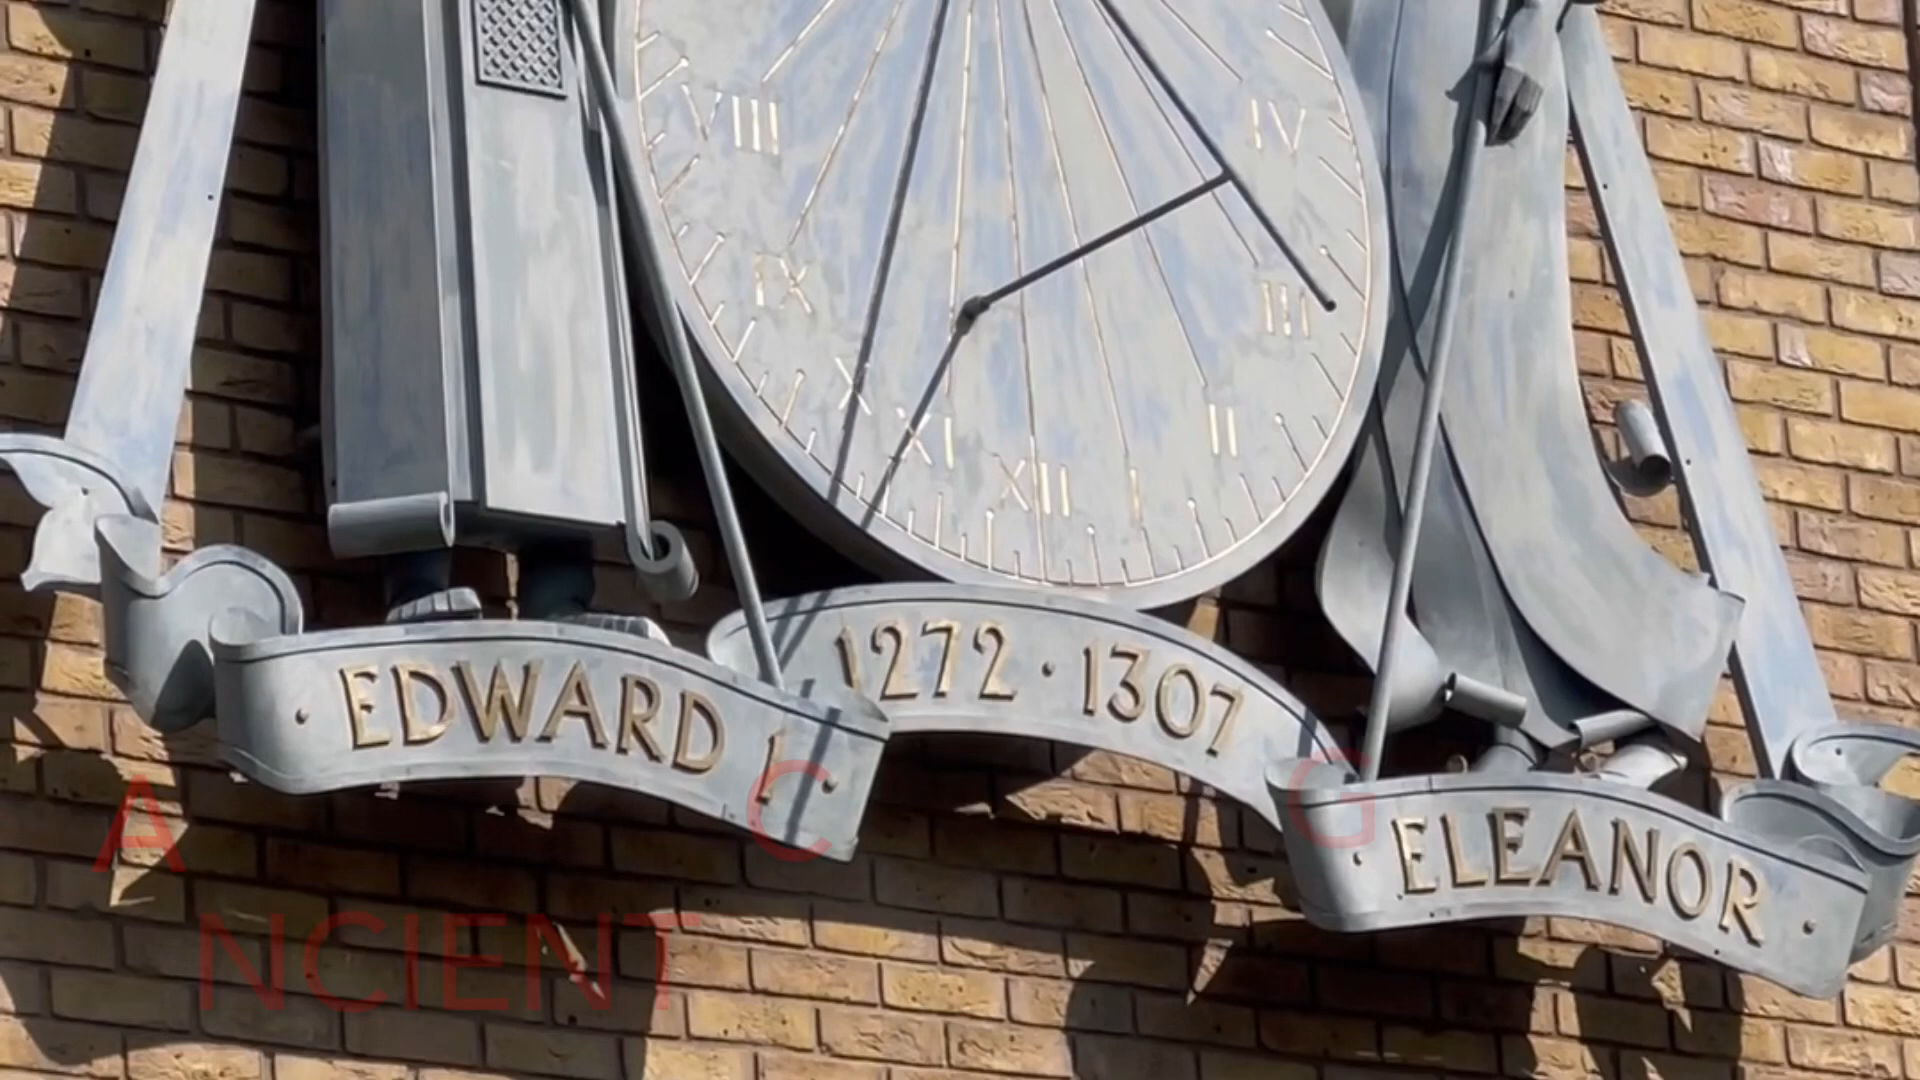 VIII IV
IX III
X XI XII I II
1272 · 1307
EDWARD I
ELEANOR
A C G
NCIENT